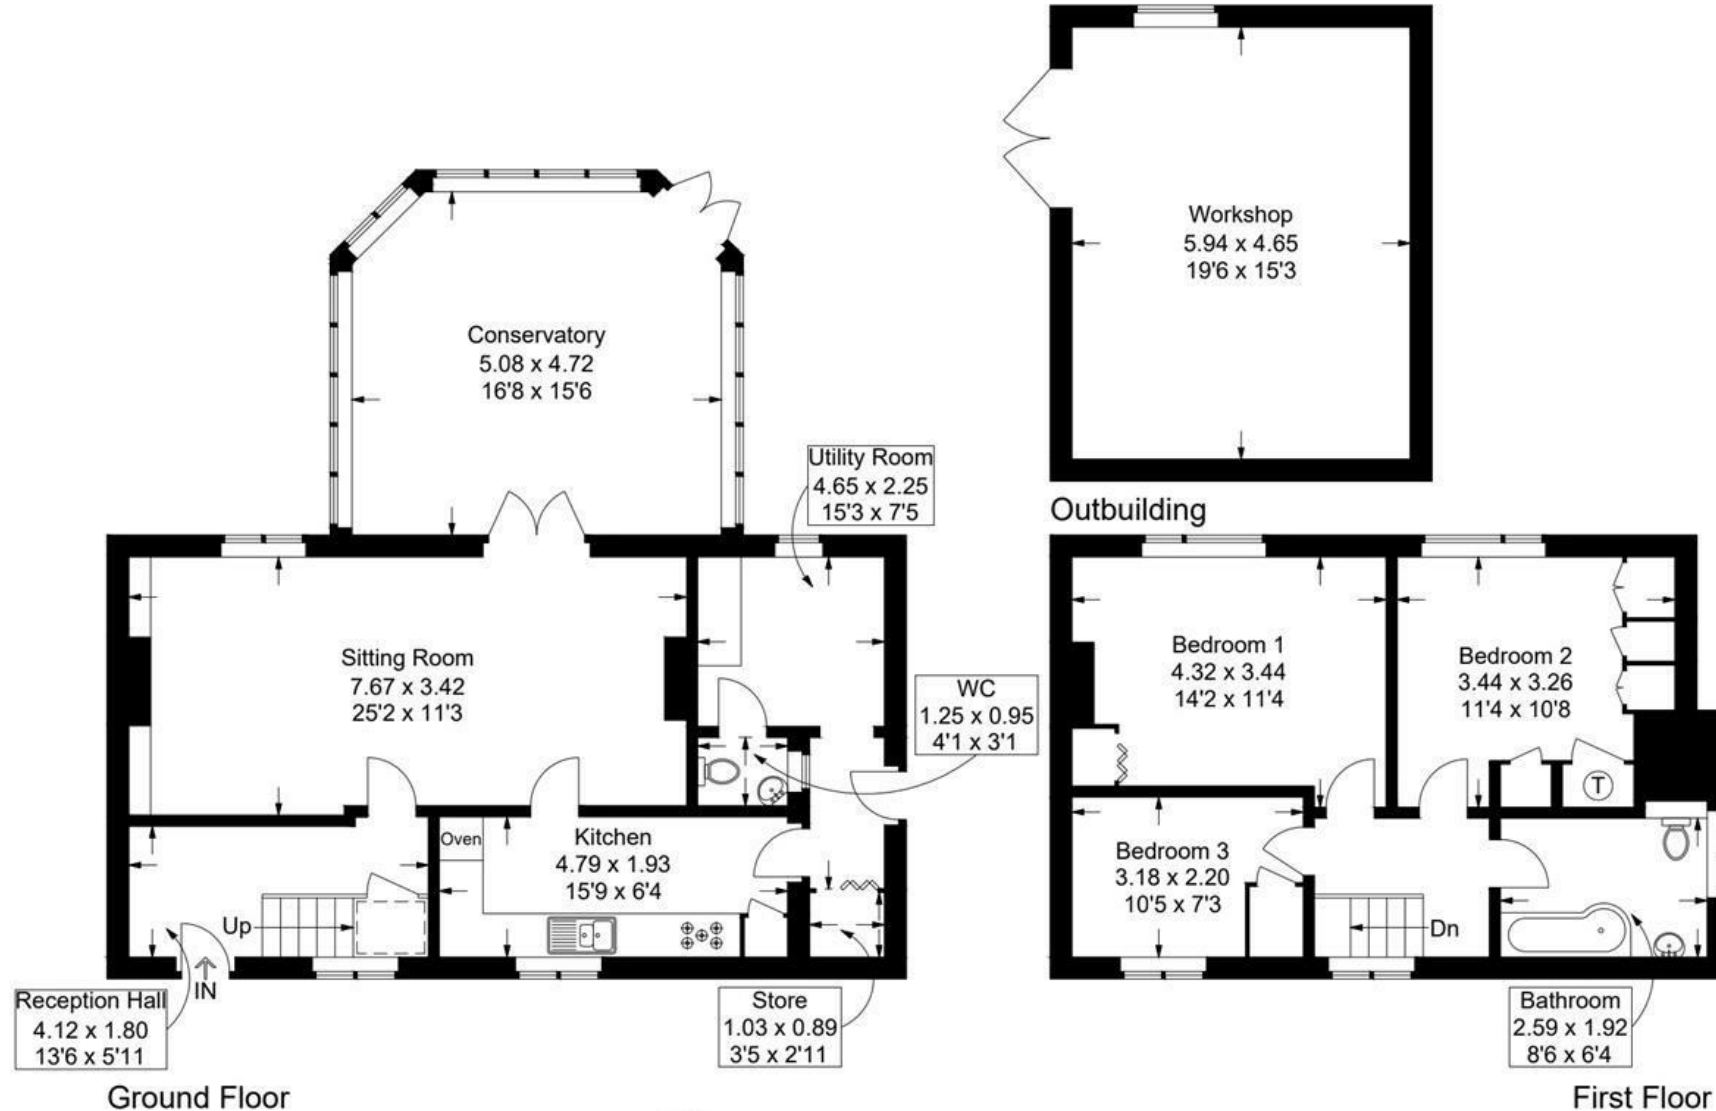 Workshop
5.94 x 4.65
19'6 x 15'3
Outbuilding
Conservatory
5.08 x 4.72
16'8 x 15'6
Utility Room
4.65 x 2.25
15'3 x 7'5
Sitting Room
7.67 x 3.42
25'2 x 11'3
WC
1.25 x 0.95
4'1 x 3'1
Oven
Kitchen
4.79 x 1.93
15'9 x 6'4
Up
IN
Reception Hall
4.12 x 1.80
13'6 x 5'11
Store
1.03 x 0.89
3'5 x 2'11
Ground Floor
Bedroom 1
4.32 x 3.44
14'2 x 11'4
Bedroom 2
3.44 x 3.26
11'4 x 10'8
T
Bedroom 3
3.18 x 2.20
10'5 x 7'3
Dn
Bathroom
2.59 x 1.92
8'6 x 6'4
First Floor